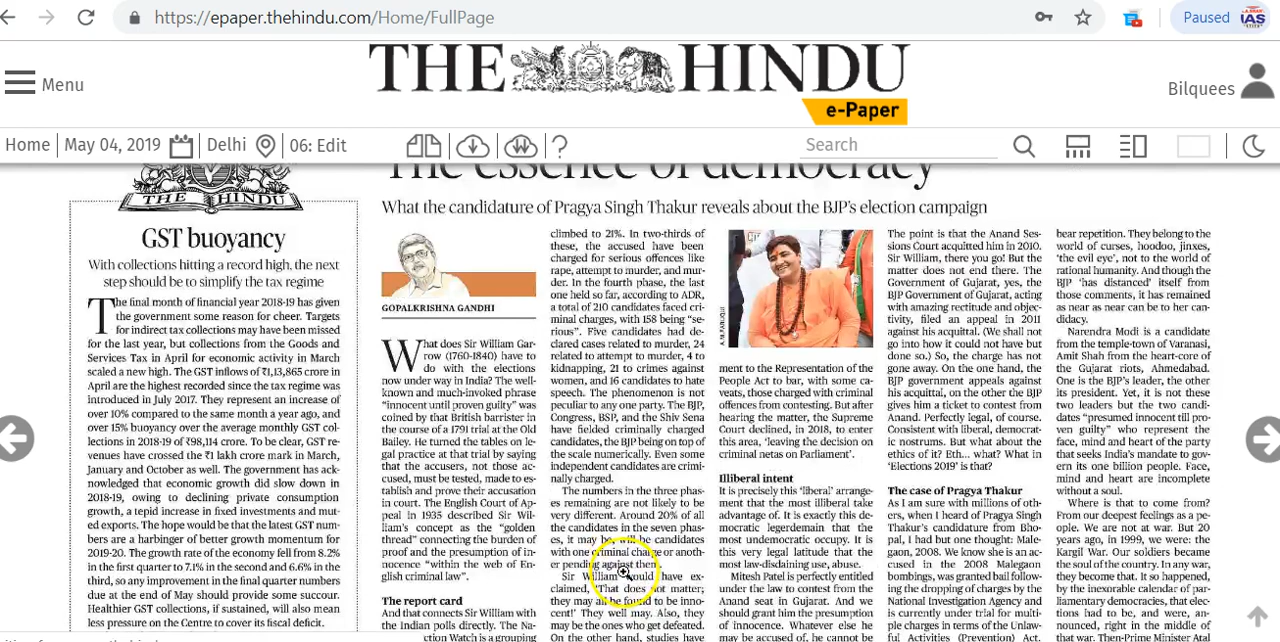 https://epaper.thehindu.com/Home/FullPage
Paused
IAS
Menu
THE HINDU
e-Paper
Bilquees
Home
May 04, 2019
Delhi
06: Edit
?
Search
THE HINDU
GST buoyancy
With collections hitting a record high, the next
step should be to simplify the tax regime
The final month of financial year 2018-19 has given
the government some reason for cheer. Targets
for indirect tax collections may have been missed
for the last year, but collections from the Goods and
Services Tax in April for economic activity in March
scaled a new high. The GST inflows of ₹1,13,865 crore in
April are the highest recorded since the tax regime was
introduced in July 2017. They represent an increase of
over 10% compared to the same month a year ago, and
over 15% buoyancy over the average monthly GST col-
lections in 2018-19 of ₹98,114 crore. To be clear, GST re-
venues have crossed the ₹1 lakh crore mark in March,
January and October as well. The government has ack-
nowledged that economic growth did slow down in
2018-19, owing to declining private consumption
growth, a tepid increase in fixed investments and mut-
ed exports. The hope would be that the latest GST num-
bers are a harbinger of better growth momentum for
2019-20. The growth rate of the economy fell from 8.2%
in the first quarter to 7.1% in the second and 6.6% in the
third, so any improvement in the final quarter numbers
due at the end of May should provide some succour.
Healthier GST collections, if sustained, will also mean
less pressure on the Centre to cover its fiscal deficit.
The essence of democracy
What the candidature of Pragya Singh Thakur reveals about the BJP's election campaign
GOPALKRISHNA GANDHI
What does Sir William Gar-
row (1760-1840) have to
do with the elections
now under way in India? The well-
known and much-invoked phrase
"innocent until proven guilty" was
coined by that British barrister in
the course of a 1791 trial at the Old
Bailey. He turned the tables on le-
gal practice at that trial by saying
that the accusers, not those ac-
cused, must be tested, made to es-
tablish and prove their accusation
in court. The English Court of Ap-
peal in 1935 described Sir Wil-
liam's concept as the "golden
thread" connecting the burden of
proof and the presumption of in-
nocence "within the web of En-
glish criminal law".
The report card
And that connects Sir William with
the Indian polls directly. The Na-
ction Watch is a grouping
climbed to 21%. In two-thirds of
these, the accused have been
charged for serious offences like
rape, attempt to murder, and mur-
der. In the fourth phase, the last
one held so far, according to ADR,
a total of 210 candidates faced cri-
minal charges, with 158 being "se-
rious". Five candidates had de-
clared cases related to murder, 24
related to attempt to murder, 4 to
kidnapping, 21 to crimes against
women, and 16 candidates to hate
speech. The phenomenon is not
peculiar to any one party. The BJP,
Congress, BSP, and the Shiv Sena
have fielded criminally charged
candidates, the BJP being on top of
the scale numerically. Even some
independent candidates are crimi-
nally charged.
The numbers in the three phas-
es remaining are not likely to be
very different. Around 20% of all
the candidates in the seven phas-
es, it may be, will be candidates
with one criminal charge or anoth-
er pending against them.
Sir William could have ex-
claimed, 'That does not matter;
they may all be found to be inno-
cent!' They well may. Also, they
may be the ones who get defeated.
On the other hand, studies have
ment to the Representation of the
People Act to bar, with some ca-
veats, those charged with criminal
offences from contesting. But after
hearing the matter, the Supreme
Court declined, in 2018, to enter
this area, 'leaving the decision on
criminal netas on Parliament'.
Illiberal intent
It is precisely this 'liberal' arrange-
ment that the most illiberal take
advantage of. It is exactly this de-
mocratic legerdemain that the
most undemocratic occupy. It is
this very legal latitude that the
most law-disdaining use, abuse.
Mitesh Patel is perfectly entitled
under the law to contest from the
Anand seat in Gujarat. And we
should grant him the presumption
of innocence. Whatever else he
may be accused of, he cannot be
The point is that the Anand Ses-
sions Court acquitted him in 2010.
Sir William, there you go! But the
matter does not end there. The
Government of Gujarat, yes, the
BJP Government of Gujarat, acting
with amazing rectitude and objec-
tivity, filed an appeal in 2011
against his acquittal. (We shall not
go into how it could not have but
done so.) So, the charge has not
gone away. On the one hand, the
BJP government appeals against
his acquittal, on the other the BJP
gives him a ticket to contest from
Anand. Perfectly legal, of course.
Consistent with liberal, democrat-
ic nostrums. But what about the
ethics of it? Eth... what? What in
'Elections 2019' is that?
The case of Pragya Thakur
As I am sure with millions of oth-
ers, when I heard of Pragya Singh
Thakur's candidature from Bho-
pal, I had but one thought: Male-
gaon, 2008. We know she is an ac-
cused in the 2008 Malegaon
bombings, was granted bail follow-
ing the dropping of charges by the
National Investigation Agency and
is currently under trial for multi-
ple charges in terms of the Unlaw-
ful Activities (Prevention) Act.
bear repetition. They belong to the
world of curses, hoodoo, jinxes,
'the evil eye', not to the world of
rational humanity. And though the
BJP 'has distanced' itself from
those comments, it has remained
as near as near can be to her can-
didacy.
Narendra Modi is a candidate
from the temple-town of Varanasi,
Amit Shah from the heart-core of
the Gujarat riots, Ahmedabad.
One is the BJP's leader, the other
its president. Yet, it is not these
two leaders but the two candi-
dates "presumed innocent till pro-
ven guilty" who represent the
face, mind and heart of the party
that seeks India's mandate to gov-
ern its one billion people. Face,
mind and heart are incomplete
without a soul.
Where is that to come from?
From our deepest feelings as a peo-
ple. We are not at war. But 20
years ago, in 1999, we were: the
Kargil War. Our soldiers became
the soul of the country. In any war,
they become that. It so happened,
by the inexorable calendar of par-
liamentary democracies, that elec-
tions had to be, and were, an-
nounced, right in the middle of
that war. Then-Prime Minister Atal